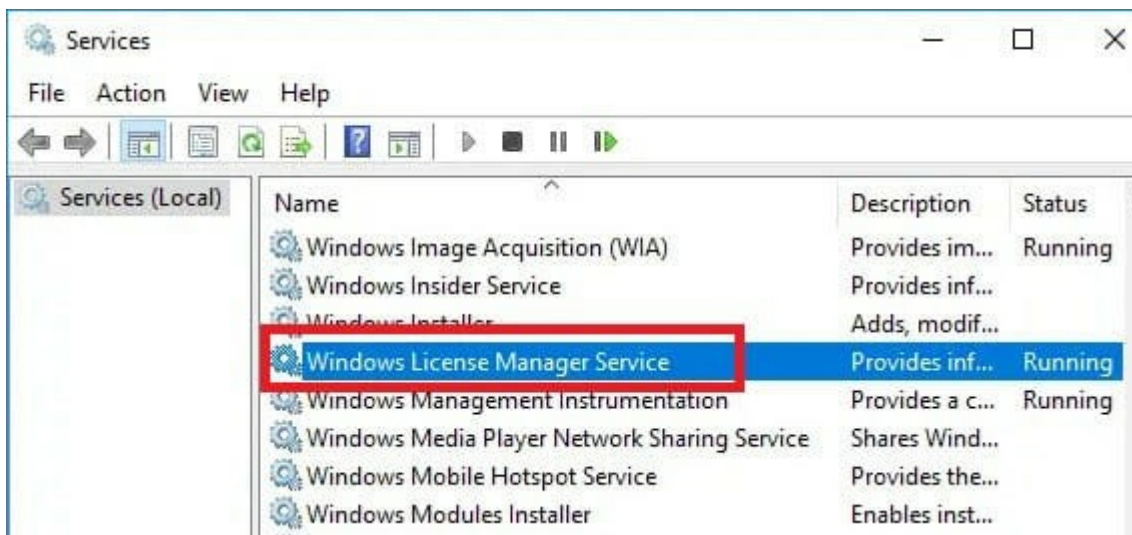 Services
File Action View Help
Services (Local)
Name Description Status
Windows Image Acquisition (WIA) Provides im... Running
Windows Insider Service Provides inf...
Windows Installer Adds, modif...
Windows License Manager Service Provides inf... Running
Windows Management Instrumentation Provides a c... Running
Windows Media Player Network Sharing Service Shares Wind...
Windows Mobile Hotspot Service Provides the...
Windows Modules Installer Enables inst...